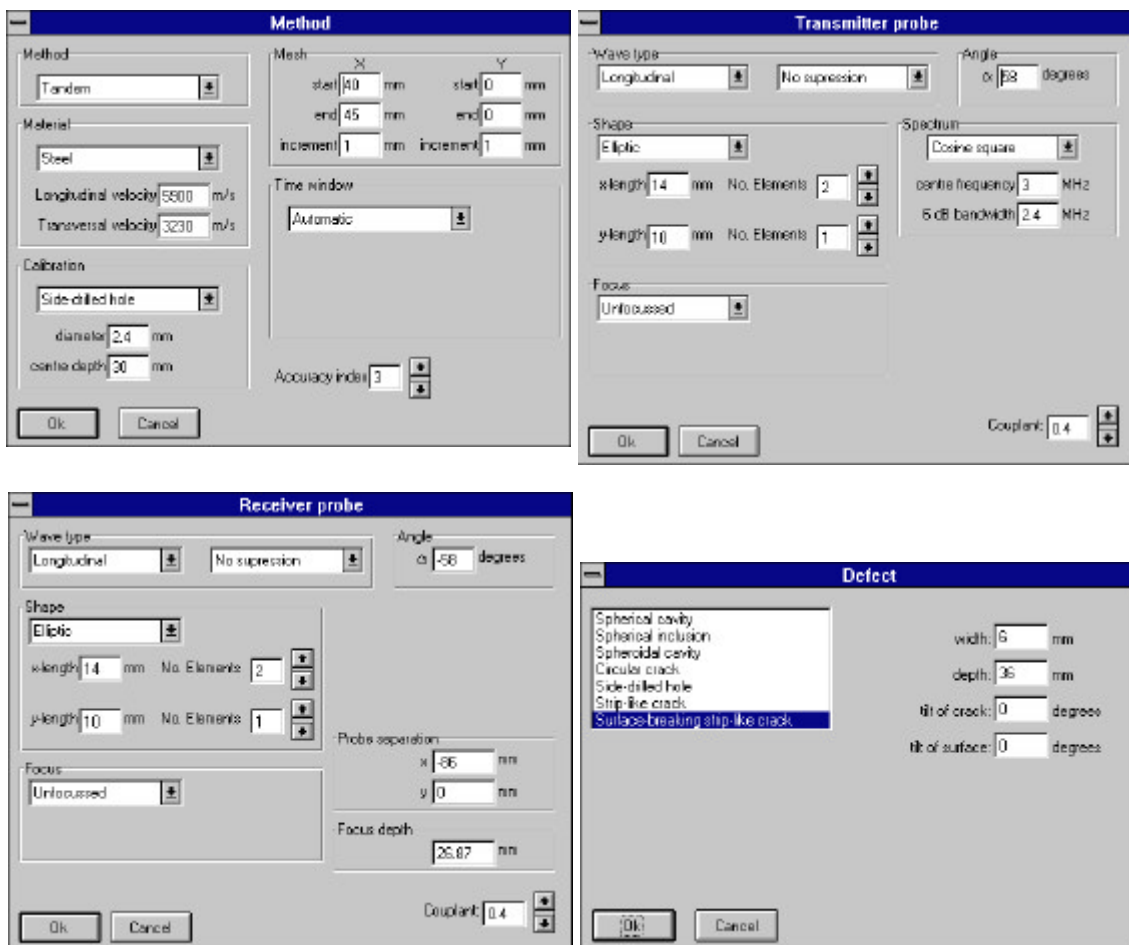 Method
Method
Tandem
Material
Steel
Longitudinal velocity 5900 m/s
Transversal velocity 3230 m/s
Calibration
Side-drilled hole
diameter 2.4 mm
centre depth 30 mm
Mesh
X Y
start 40 mm start 0 mm
end 45 mm end 0 mm
increment 1 mm increment 1 mm
Time window
Automatic
Accuracy index 3
Ok Cancel
Transmitter probe
Wave type
Longitudinal No supression
Angle
α 58 degrees
Shape
Elliptic
x-length 14 mm No. Elements 2
y-length 10 mm No. Elements 1
Spectrum
Cosine square
centre frequency 3 MHz
6 dB bandwidth 2.4 MHz
Focus
Unfocussed
Couplant: 0.4
Ok Cancel
Receiver probe
Wave type
Longitudinal No supression
Angle
α -58 degrees
Shape
Elliptic
x-length 14 mm No. Elements 2
y-length 10 mm No. Elements 1
Probe separation
x -86 mm
y 0 mm
Focus
Unfocussed
Focus depth
26.87 mm
Couplant: 0.4
Ok Cancel
Defect
Spherical cavity
Spherical inclusion
Spheroidal cavity
Circular crack
Side-drilled hole
Strip-like crack
Surface-breaking strip-like crack
width: 6 mm
depth: 36 mm
tilt of crack: 0 degrees
tilt of surface: 0 degrees
Ok Cancel